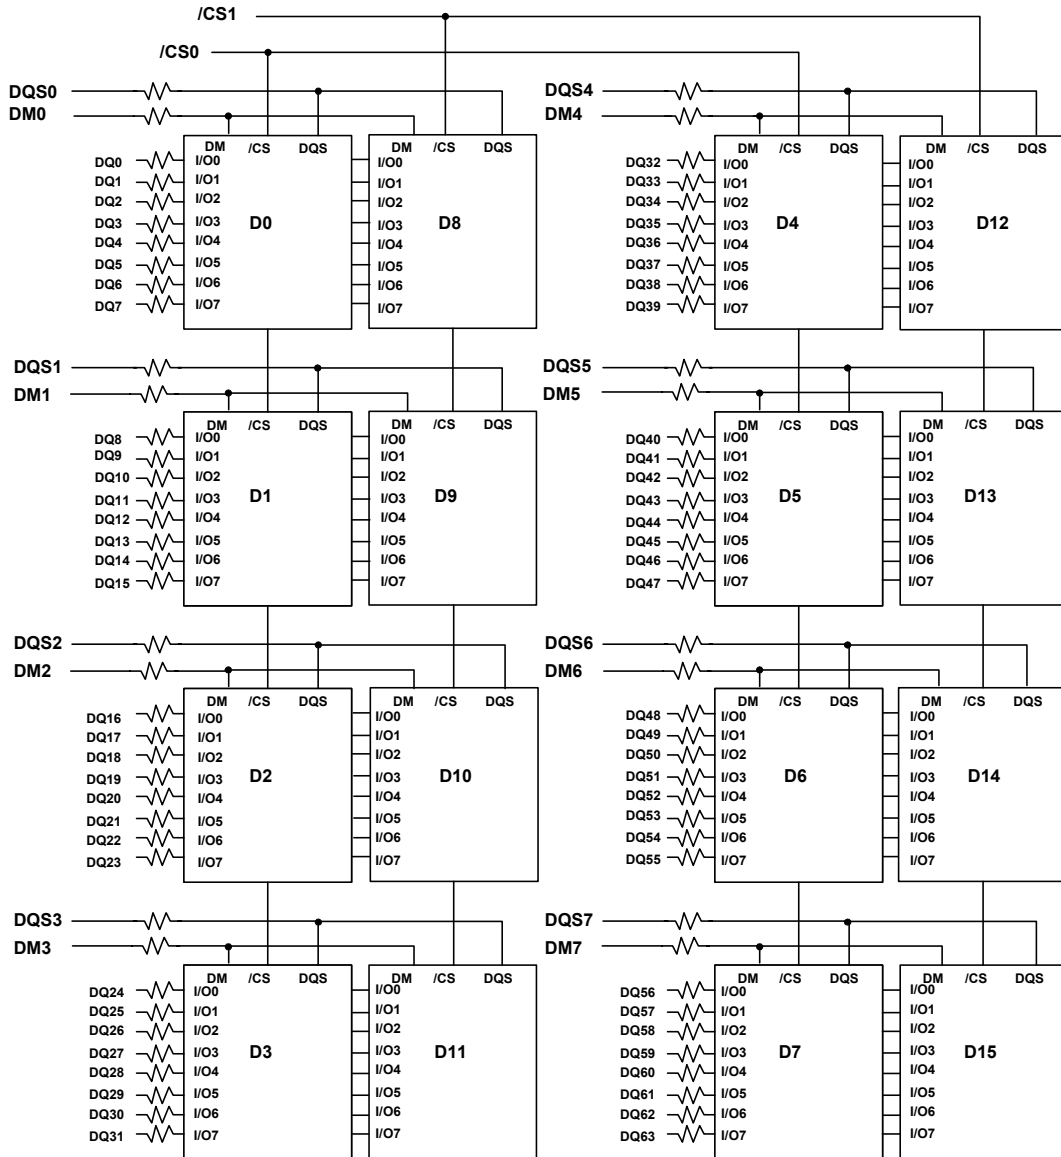 /CS1
/CS0
DQS0
DM0
DM /CS DQS
DM /CS DQS
DQ0 I/O0 I/O0
DQ1 I/O1 I/O1
DQ2 I/O2 I/O2
DQ3 I/O3 D0 I/O3 D8
DQ4 I/O4 I/O4
DQ5 I/O5 I/O5
DQ6 I/O6 I/O6
DQ7 I/O7 I/O7
DQS1
DM1
DM /CS DQS
DM /CS DQS
DQ8 I/O0 I/O0
DQ9 I/O1 I/O1
DQ10 I/O2 I/O2
DQ11 I/O3 D1 I/O3 D9
DQ12 I/O4 I/O4
DQ13 I/O5 I/O5
DQ14 I/O6 I/O6
DQ15 I/O7 I/O7
DQS2
DM2
DM /CS DQS
DM /CS DQS
DQ16 I/O0 I/O0
DQ17 I/O1 I/O1
DQ18 I/O2 I/O2
DQ19 I/O3 D2 I/O3 D10
DQ20 I/O4 I/O4
DQ21 I/O5 I/O5
DQ22 I/O6 I/O6
DQ23 I/O7 I/O7
DQS3
DM3
DM /CS DQS
DM /CS DQS
DQ24 I/O0 I/O0
DQ25 I/O1 I/O1
DQ26 I/O2 I/O2
DQ27 I/O3 D3 I/O3 D11
DQ28 I/O4 I/O4
DQ29 I/O5 I/O5
DQ30 I/O6 I/O6
DQ31 I/O7 I/O7
DQS4
DM4
DM /CS DQS
DM /CS DQS
DQ32 I/O0 I/O0
DQ33 I/O1 I/O1
DQ34 I/O2 I/O2
DQ35 I/O3 D4 I/O3 D12
DQ36 I/O4 I/O4
DQ37 I/O5 I/O5
DQ38 I/O6 I/O6
DQ39 I/O7 I/O7
DQS5
DM5
DM /CS DQS
DM /CS DQS
DQ40 I/O0 I/O0
DQ41 I/O1 I/O1
DQ42 I/O2 I/O2
DQ43 I/O3 D5 I/O3 D13
DQ44 I/O4 I/O4
DQ45 I/O5 I/O5
DQ46 I/O6 I/O6
DQ47 I/O7 I/O7
DQS6
DM6
DM /CS DQS
DM /CS DQS
DQ48 I/O0 I/O0
DQ49 I/O1 I/O1
DQ50 I/O2 I/O2
DQ51 I/O3 D6 I/O3 D14
DQ52 I/O4 I/O4
DQ53 I/O5 I/O5
DQ54 I/O6 I/O6
DQ55 I/O7 I/O7
DQS7
DM7
DM /CS DQS
DM /CS DQS
DQ56 I/O0 I/O0
DQ57 I/O1 I/O1
DQ58 I/O2 I/O2
DQ59 I/O3 D7 I/O3 D15
DQ60 I/O4 I/O4
DQ61 I/O5 I/O5
DQ62 I/O6 I/O6
DQ63 I/O7 I/O7